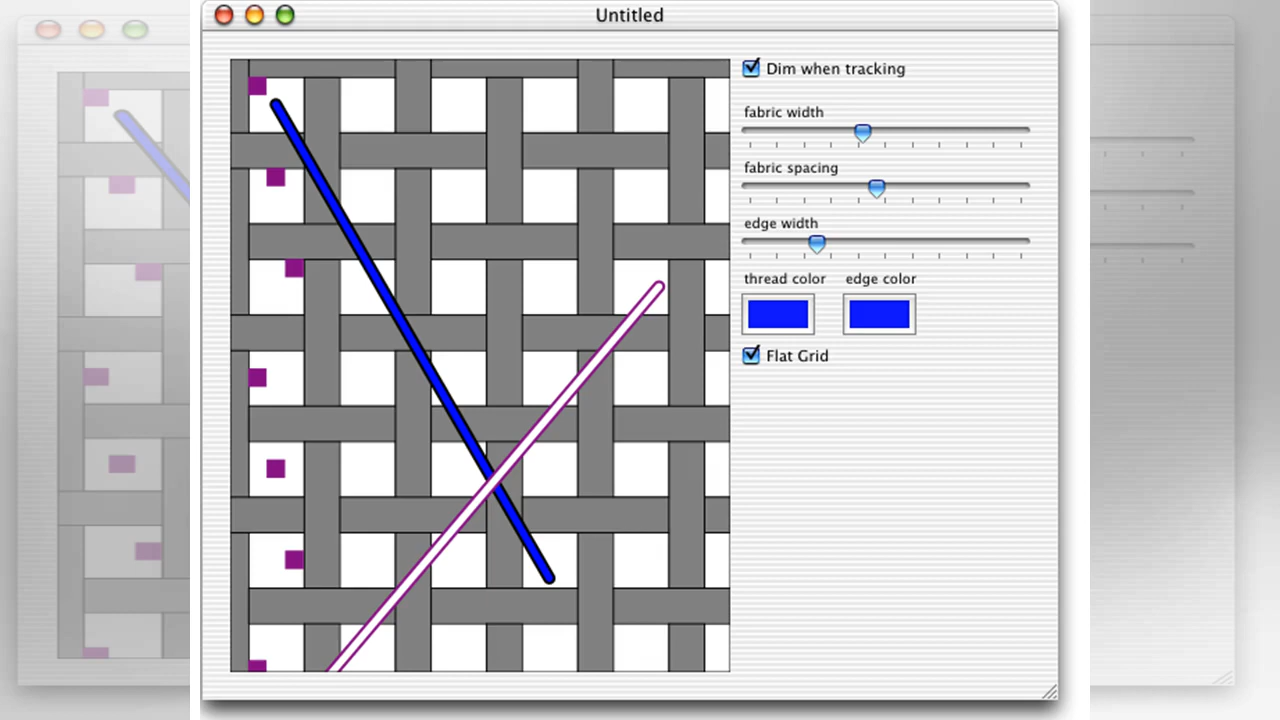 Untitled
Dim when tracking
fabric width
fabric spacing
edge width
thread color edge color
Flat Grid